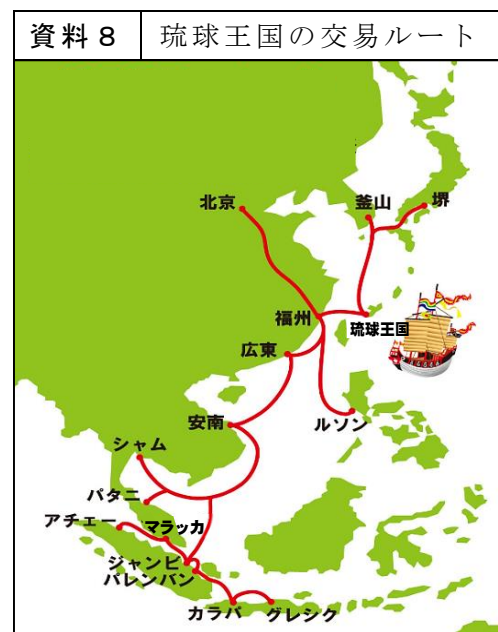 資料8 琉球王国の交易ルート
北京
釜山
堺
福州
琉球王国
広東
安南
ルソン
シャム
パタニ
アチェー
マラッカ
ジャンビ
パレンバン
カラパ
グレシク